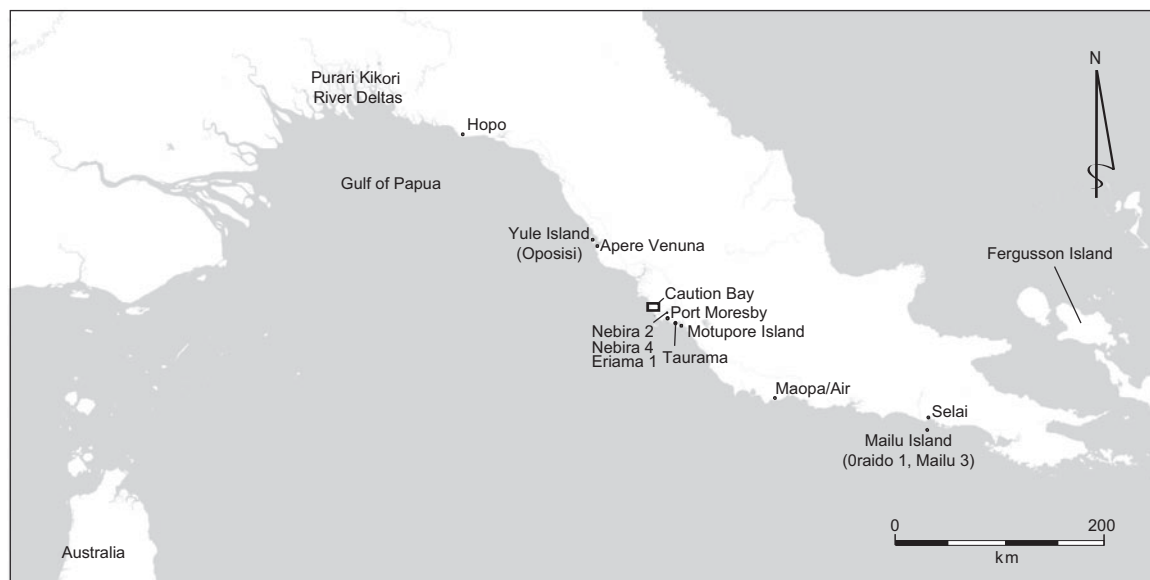 Purari Kikori
River Deltas
Hopo
N
Gulf of Papua
Yule Island
(Oposisi)
Apere Venuna
Fergusson Island
Caution Bay
Port Moresby
Nebira 2
Nebira 4
Eriama 1
Motupore Island
Taurama
Maopa/Air
Selai
Mailu Island
(0raido 1, Mailu 3)
Australia
0 200
km